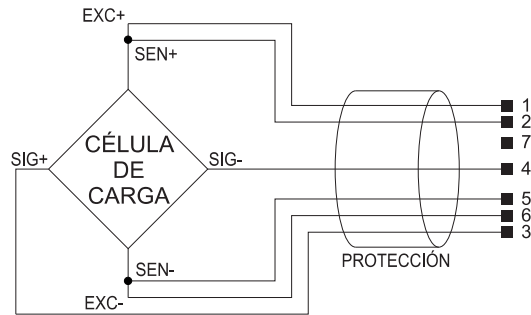 EXC+
SEN+
CÉLULA
DE
CARGA
SIG+
SIG-
SEN-
EXC-
PROTECCIÓN
1
2
7
4
5
6
3